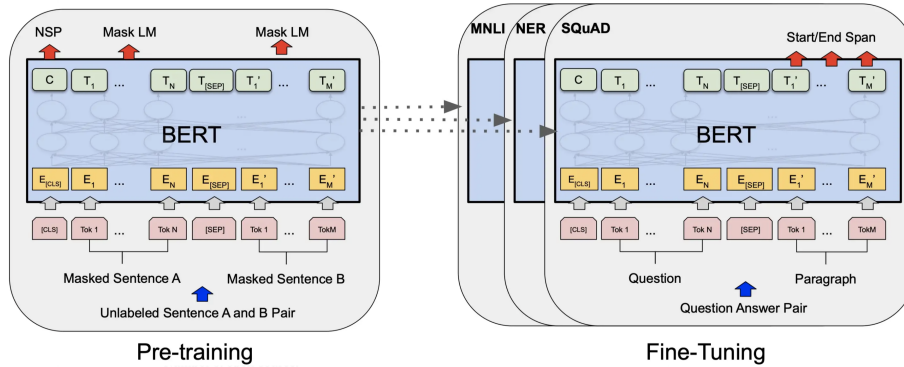 NSP Mask LM Mask LM
C T1 ... TN T[SEP] T1' ... TM'
BERT
E[CLS] E1 ... EN E[SEP] E1' ... EM'
[CLS] Tok 1 ... Tok N [SEP] Tok 1 ... TokM
Masked Sentence A Masked Sentence B
Unlabeled Sentence A and B Pair
Pre-training
MNLI NER SQuAD
Start/End Span
C T1 ... TN T[SEP] T1' ... TM'
BERT
E[CLS] E1 ... EN E[SEP] E1' ... EM'
[CLS] Tok 1 ... Tok N [SEP] Tok 1 ... TokM
Question Paragraph
Question Answer Pair
Fine-Tuning